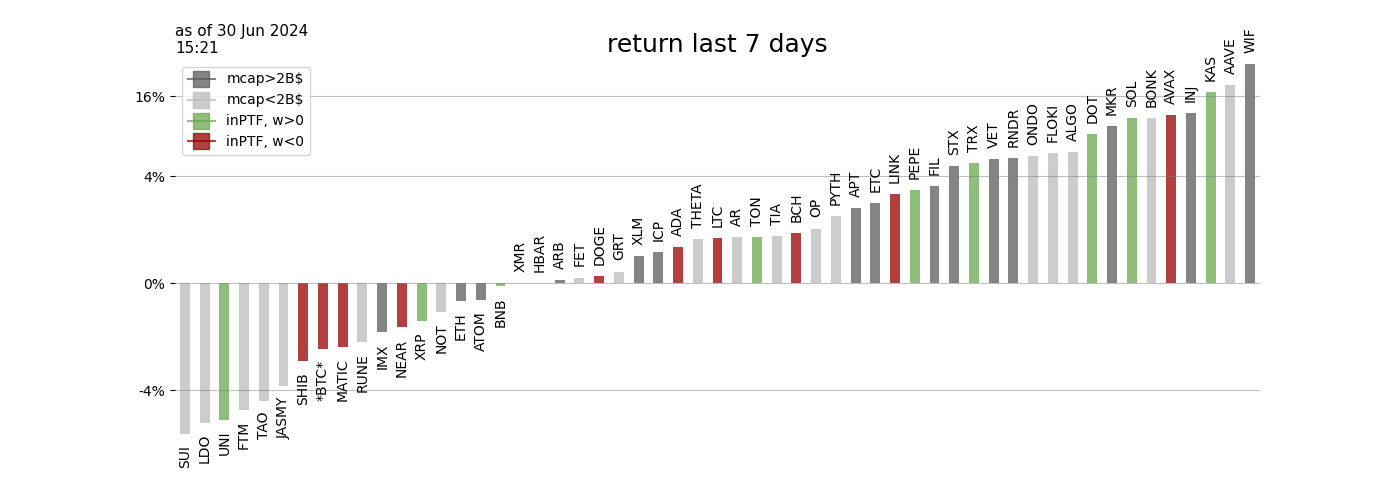 as of 30 Jun 2024
15:21
return last 7 days
mcap>2B$
mcap<2B$
inPTF, w>0
inPTF, w<0
16%
4%
0%
-4%
SUI
LDO
UNI
FTM
TAO
JASMY
SHIB
*BTC*
MATIC
RUNE
IMX
NEAR
XRP
NOT
ETH
ATOM
BNB
XMR
HBAR
ARB
FET
DOGE
GRT
XLM
ICP
ADA
THETA
LTC
AR
TON
TIA
BCH
OP
PYTH
APT
ETC
LINK
PEPE
FIL
STX
TRX
VET
RNDR
ONDO
FLOKI
ALGO
DOT
MKR
SOL
BONK
AVAX
INJ
KAS
AAVE
WIF